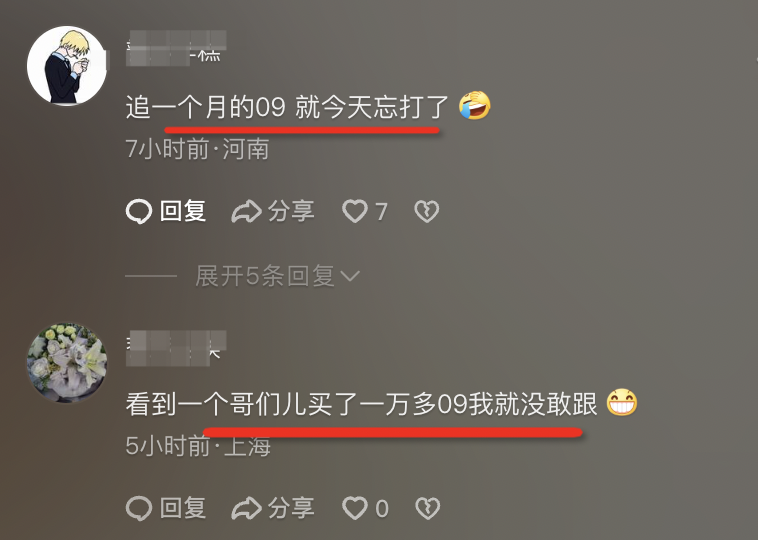 追一个月的09 就今天忘打了
7小时前·河南
回复 分享 7
展开5条回复
看到一个哥们儿买了一万多09我就没敢跟
5小时前·上海
回复 分享 0